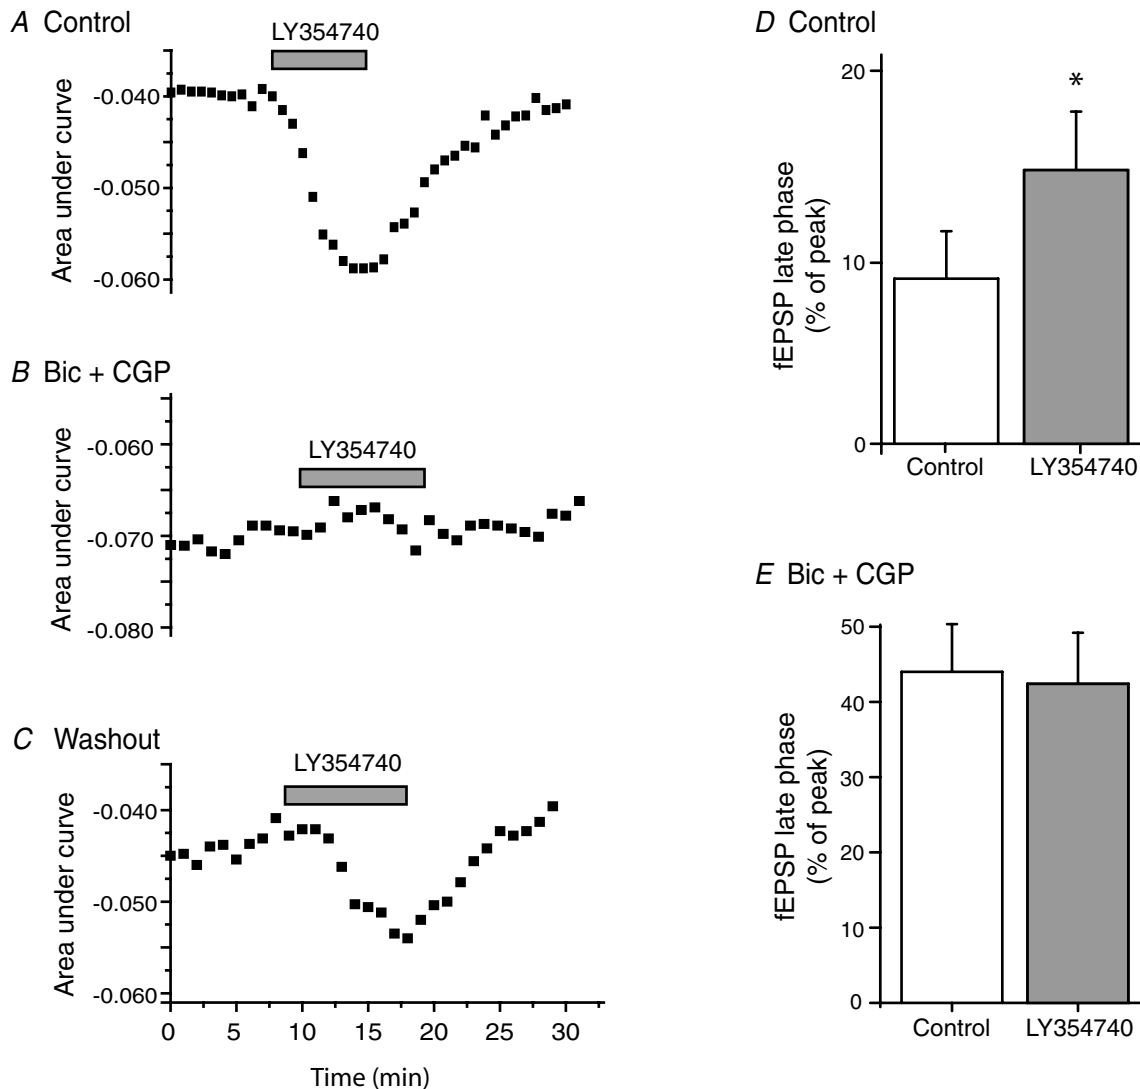 A Control
LY354740
-0.040
-0.050
-0.060
Area under curve
B Bic + CGP
LY354740
-0.060
-0.070
-0.080
Area under curve
C Washout
LY354740
-0.040
-0.050
-0.060
Area under curve
0 5 10 15 20 25 30
Time (min)
D Control
20
10
0
*
fEPSP late phase
(% of peak)
Control LY354740
E Bic + CGP
50
40
30
20
10
0
fEPSP late phase
(% of peak)
Control LY354740